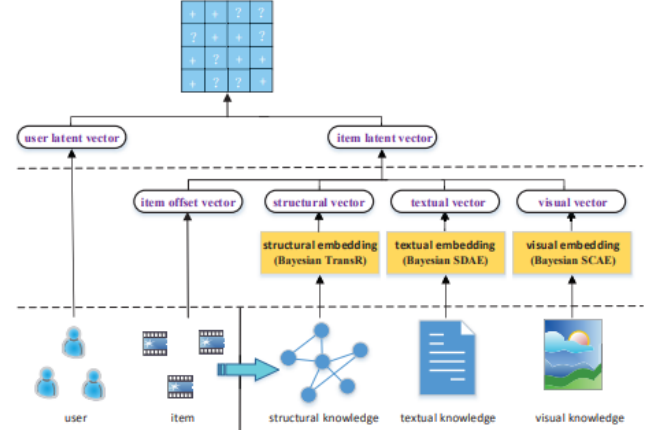 + + ? ?
? + + ?
+ ? + +
+ ? ? +
user latent vector item latent vector
item offset vector structural vector textual vector visual vector
structural embedding textual embedding visual embedding
(Bayesian TransR) (Bayesian SDAE) (Bayesian SCAE)
user item structural knowledge textual knowledge visual knowledge